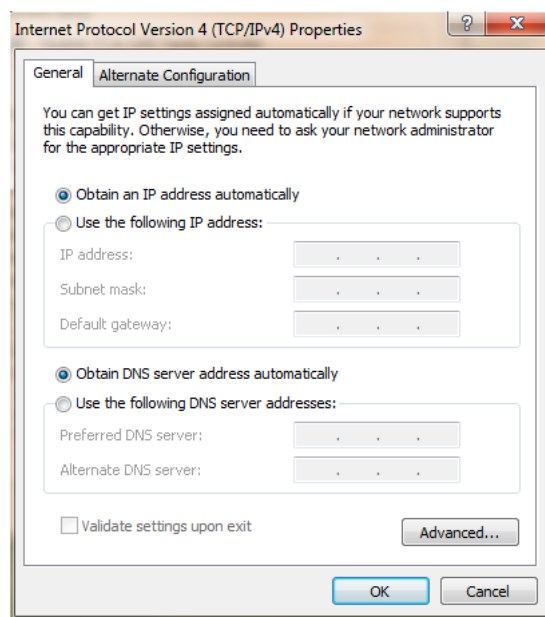 Internet Protocol Version 4 (TCP/IPv4) Properties
General
Alternate Configuration
You can get IP settings assigned automatically if your network supports
this capability. Otherwise, you need to ask your network administrator
for the appropriate IP settings.
Obtain an IP address automatically
Use the following IP address:
IP address:
Subnet mask:
Default gateway:
Obtain DNS server address automatically
Use the following DNS server addresses:
Preferred DNS server:
Alternate DNS server:
Validate settings upon exit
Advanced...
OK
Cancel